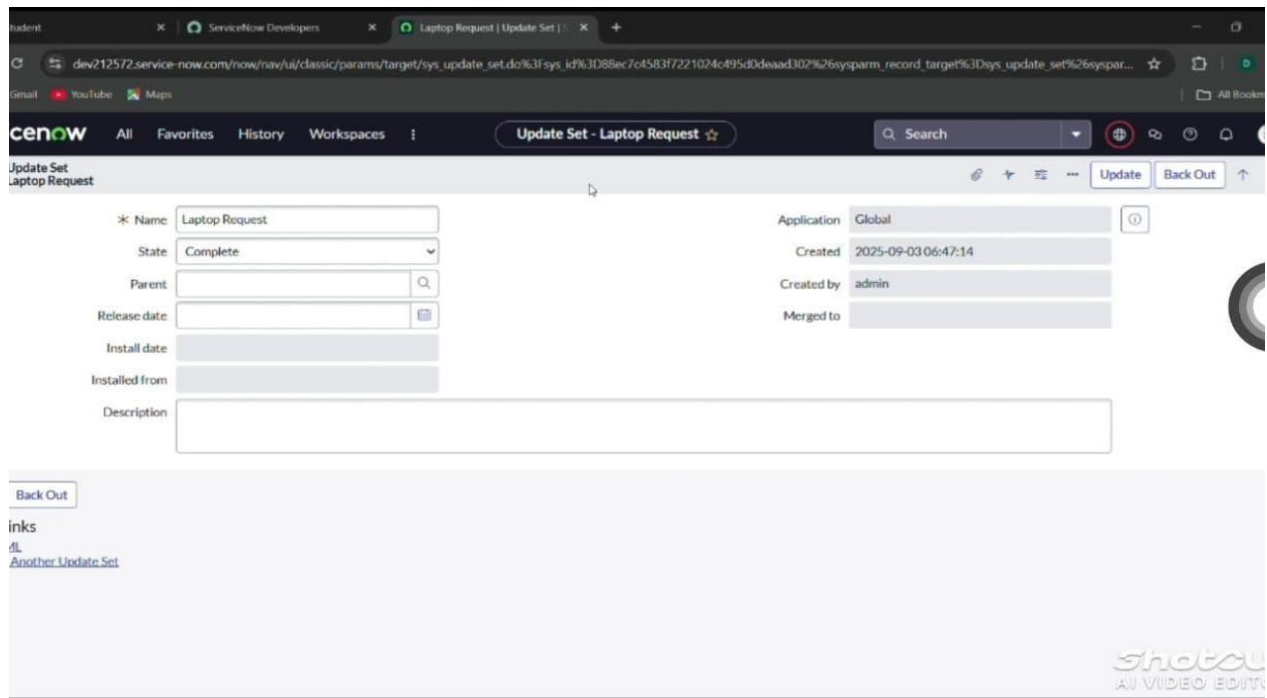 tudent
ServiceNow Developers
Laptop Request | Update Set |
dev212572.service-now.com/now/nav/ui/classic/params/target/sys_update_set.do%3Fsys_id%3D88ec7c4583f7221024c495d0deaad302%26sysparm_record_target%3Dsys_update_set%26syspar...
Gmail YouTube Maps All Bookm
cenow All Favorites History Workspaces Update Set - Laptop Request Search
Update Set
Laptop Request
Update Back Out
Name Laptop Request Application Global
State Complete Created 2025-09-03 06:47:14
Parent Created by admin
Release date Merged to
Install date
Installed from
Description
Back Out
inks
ML
Another Update Set
ShotCu
AI VIDEO EDITO